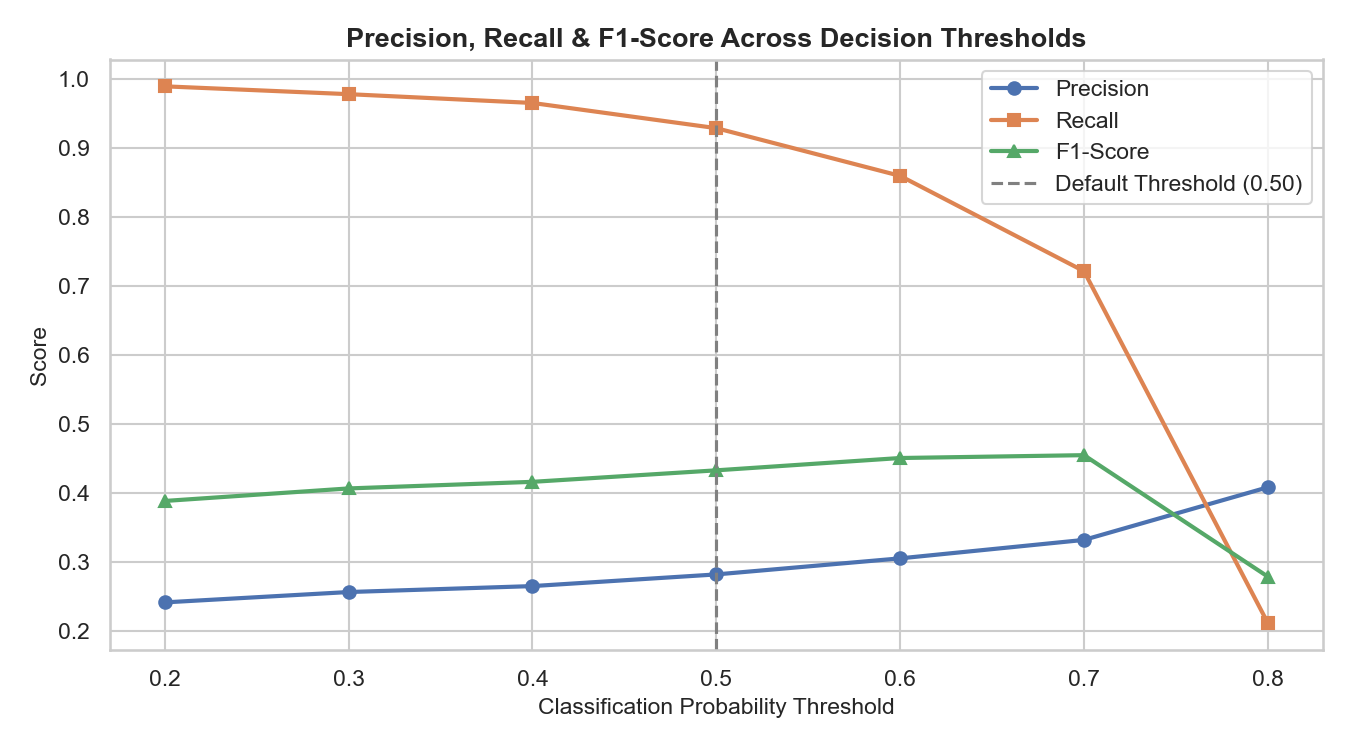 Precision, Recall & F1-Score Across Decision Thresholds
Precision
Recall
F1-Score
Default Threshold (0.50)
Score
1.0
0.9
0.8
0.7
0.6
0.5
0.4
0.3
0.2
0.2 0.3 0.4 0.5 0.6 0.7 0.8
Classification Probability Threshold